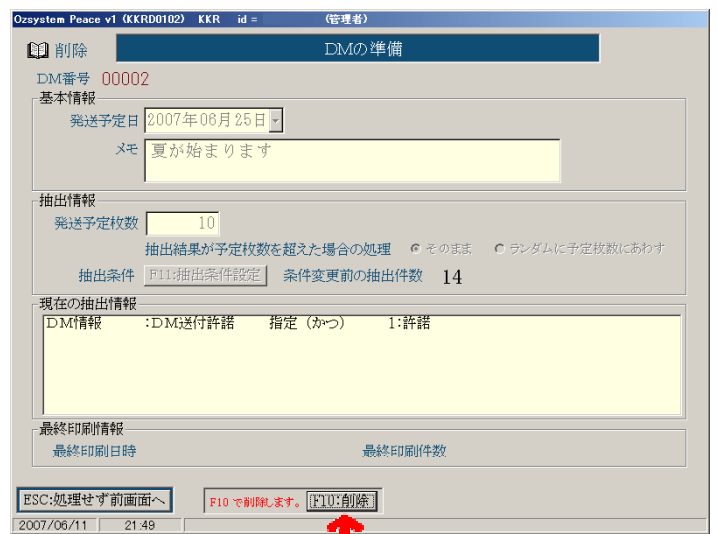 Ozsystem Peace v1 (KKRD0102) KKR id = (管理者)
削除 DMの準備
DM番号 00002
基本情報
発送予定日 2007年06月25日
メモ 夏が始まります
抽出情報
発送予定枚数 10
抽出結果が予定枚数を超えた場合の処理 そのまま ランダムに予定枚数にあわす
抽出条件 F11:抽出条件設定 条件変更前の抽出件数 14
現在の抽出情報
DM情報 :DM送付許諾 指定（かつ） 1:許諾
最終印刷情報
最終印刷日時 最終印刷件数
ESC:処理せず前画面へ F10 で削除します。 F10:削除
2007/06/11 21:49